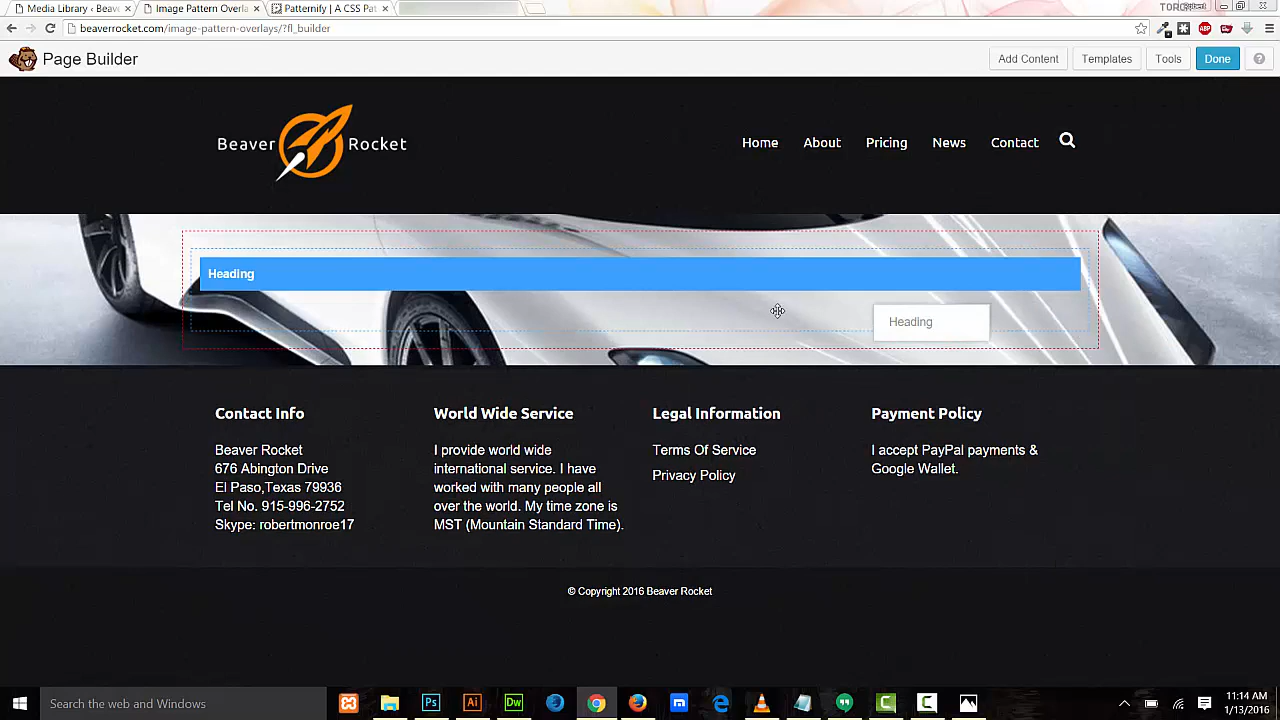 Media Library ‹ Beav
Image Pattern Overla
Patternify | A CSS Pat
beaverrocket.com/image-pattern-overlays/?fl_builder
Page Builder
Add Content
Templates
Tools
Done
?
Beaver Rocket
Home
About
Pricing
News
Contact
Heading
Heading
Contact Info
Beaver Rocket
676 Abington Drive
El Paso,Texas 79936
Tel No. 915-996-2752
Skype: robertmonroe17
World Wide Service
I provide world wide
international service. I have
worked with many people all
over the world. My time zone is
MST (Mountain Standard Time).
Legal Information
Terms Of Service
Privacy Policy
Payment Policy
I accept PayPal payments &
Google Wallet.
© Copyright 2016 Beaver Rocket
Search the web and Windows
Ps
Ai
Dw
11:14 AM
1/13/2016